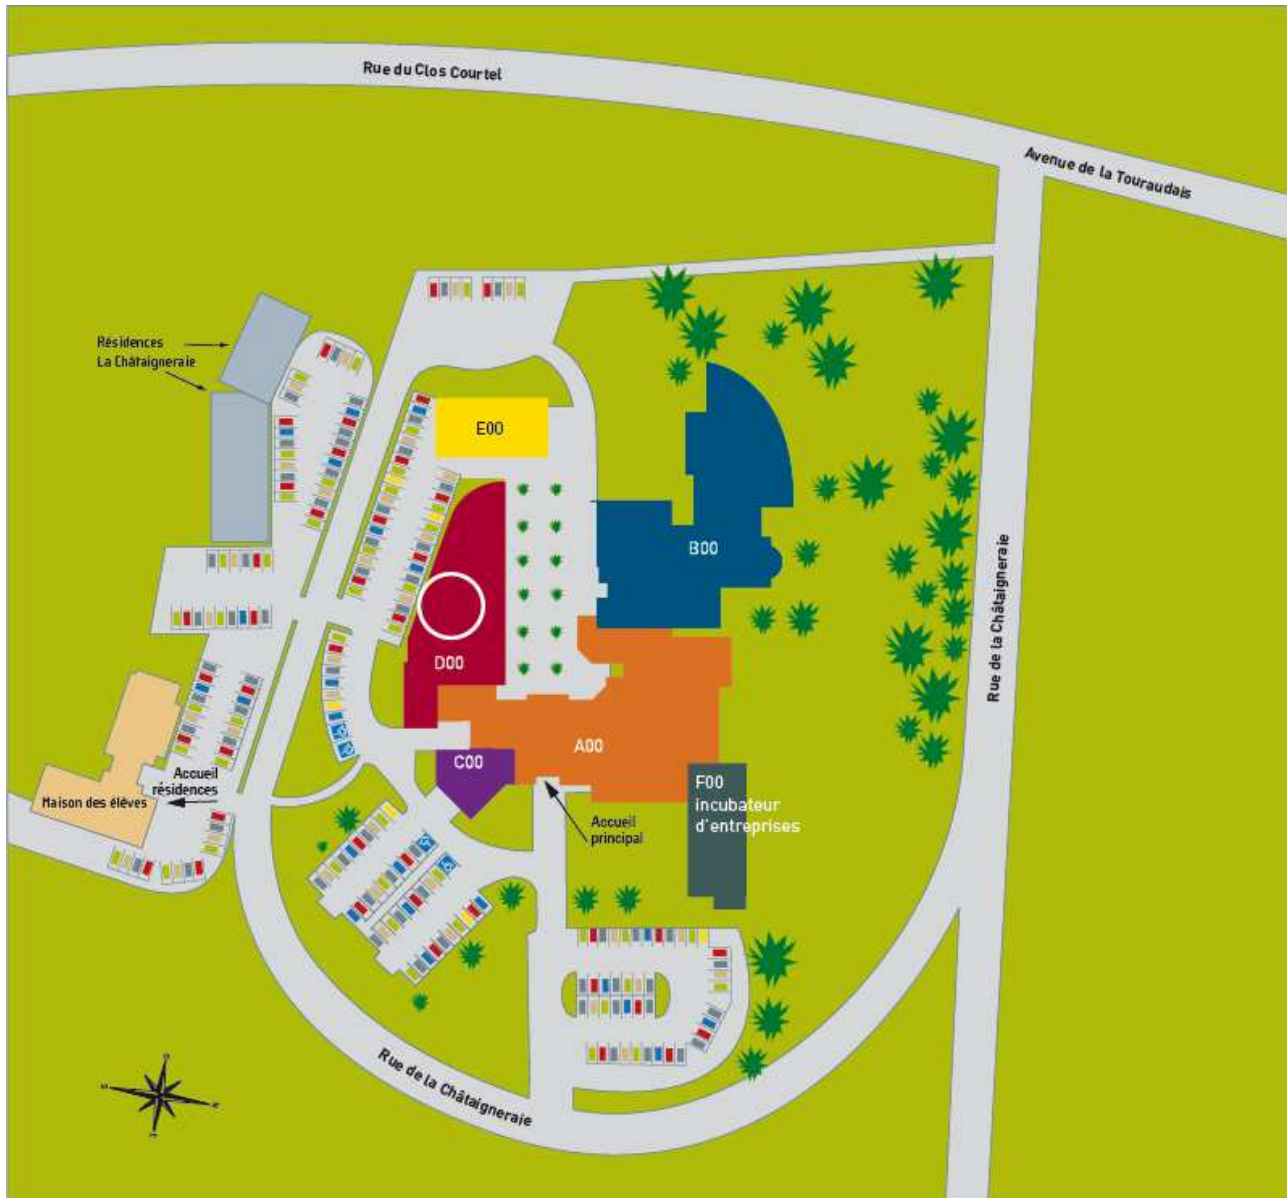 Rue du Clos Courtel
Avenue de la Touraudais
Résidences
La Châtaigneraie
E00
B00
Rue de la Châtaigneraie
D00
A00
C00
F00
incubateur
d'entreprises
Accueil
résidences
Maison des élèves
Accueil
principal
Rue de la Châtaigneraie